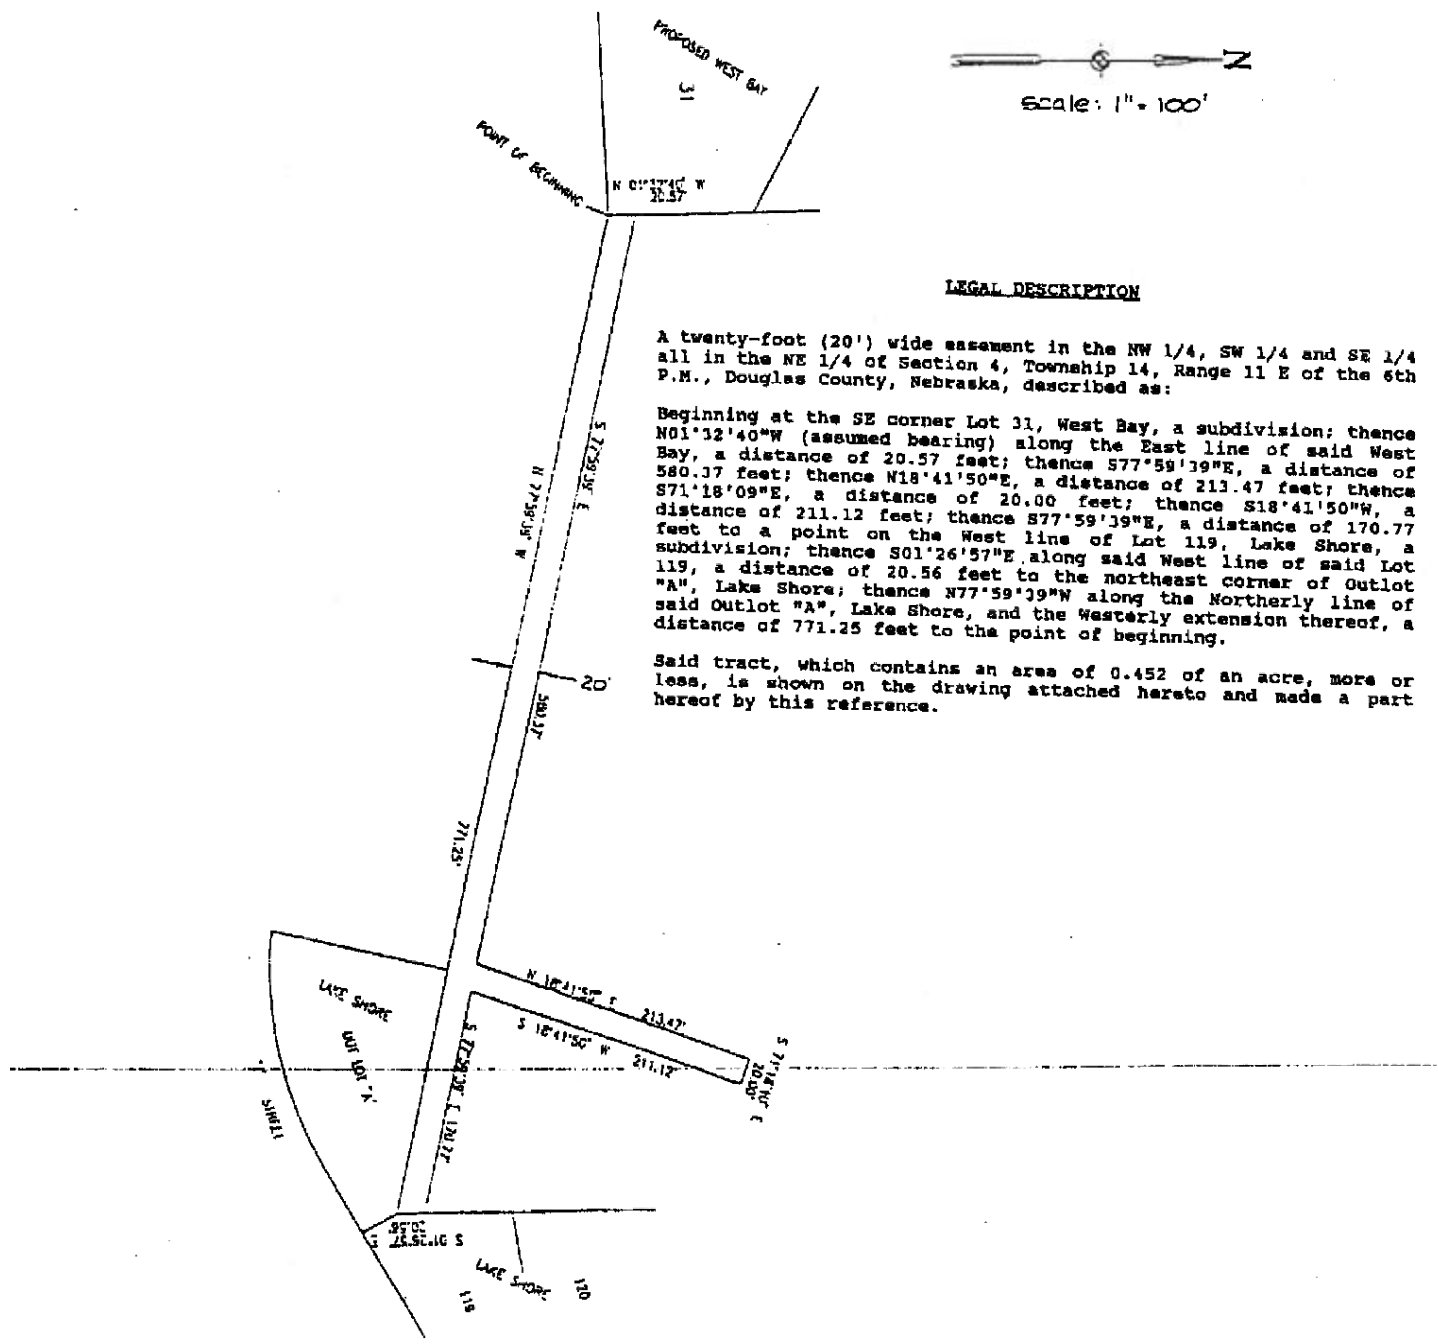 PROPOSED WEST BAY
31
N
scale: 1" = 100'
POINT OF BEGINNING
N 01°32'40" W
20.57'
LEGAL DESCRIPTION
A twenty-foot (20') wide easement in the NW 1/4, SW 1/4 and SE 1/4
all in the NE 1/4 of Section 4, Township 14, Range 11 E of the 6th
P.M., Douglas County, Nebraska, described as:
Beginning at the SE corner Lot 31, West Bay, a subdivision; thence
N01°32'40"W (assumed bearing) along the East line of said West
Bay, a distance of 20.57 feet; thence S77°59'39"E, a distance of
580.37 feet; thence N18°41'50"E, a distance of 213.47 feet; thence
S71°18'09"E, a distance of 20.00 feet; thence S18°41'50"W, a
distance of 211.12 feet; thence S77°59'39"E, a distance of 170.77
feet to a point on the West line of Lot 119, Lake Shore, a
subdivision; thence S01°26'57"E along said West line of said Lot
119, a distance of 20.56 feet to the northeast corner of Outlot
"A", Lake Shore; thence N77°59'39"W along the Northerly line of
said Outlot "A", Lake Shore, and the Westerly extension thereof, a
distance of 771.25 feet to the point of beginning.
Said tract, which contains an area of 0.452 of an acre, more or
less, is shown on the drawing attached hereto and made a part
hereof by this reference.
S 77°59'39" E
N 77°59'39" W
20'
580.37'
771.25'
N 18°41'50" E
213.47'
S 18°41'50" W
211.12'
S 71°18'10" E
20.00'
LAKE SHORE
OUT LOT "A"
STREET
S 77°59'39" E 170.77'
S 01°26'57" E
20.56'
LAKE SHORE
119
120